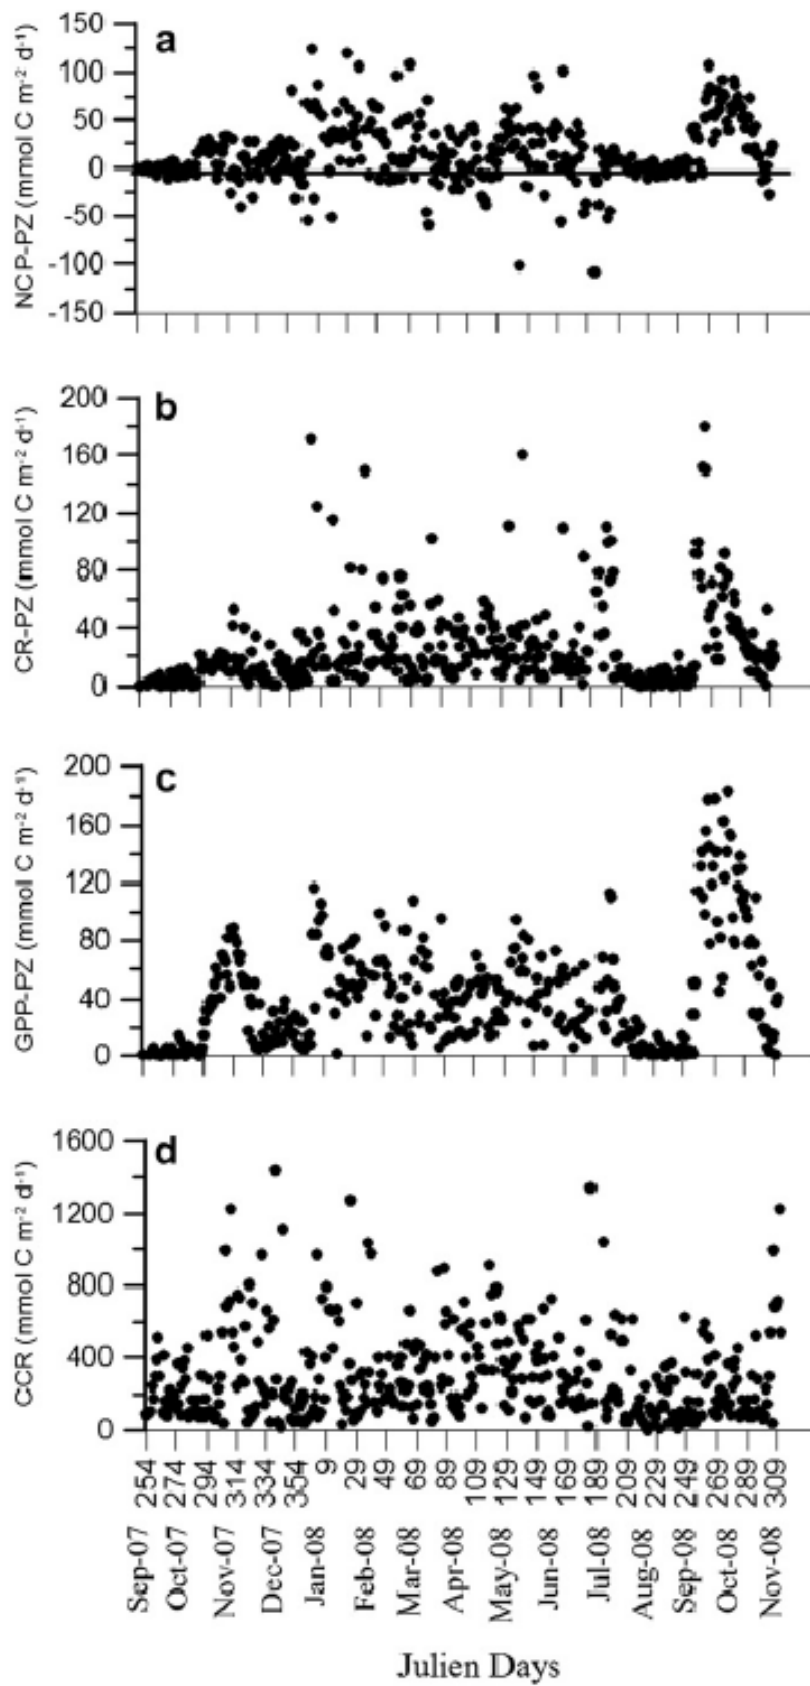 a
150
100
50
0
-50
-100
-150
NCP-PZ (mmol C m⁻² d⁻¹)
b
200
160
120
80
40
0
CR-PZ (mmol C m⁻² d⁻¹)
c
200
160
120
80
40
0
GPP-PZ (mmol C m⁻² d⁻¹)
d
1600
1200
800
400
0
CCR (mmol C m⁻² d⁻¹)
254 274 294 314 334 354 9 29 49 69 89 109 129 149 169 189 209 229 249 269 289 309
Sep-07 Oct-07 Nov-07 Dec-07 Jan-08 Feb-08 Mar-08 Apr-08 May-08 Jun-08 Jul-08 Aug-08 Sep-08 Oct-08 Nov-08
Julien Days